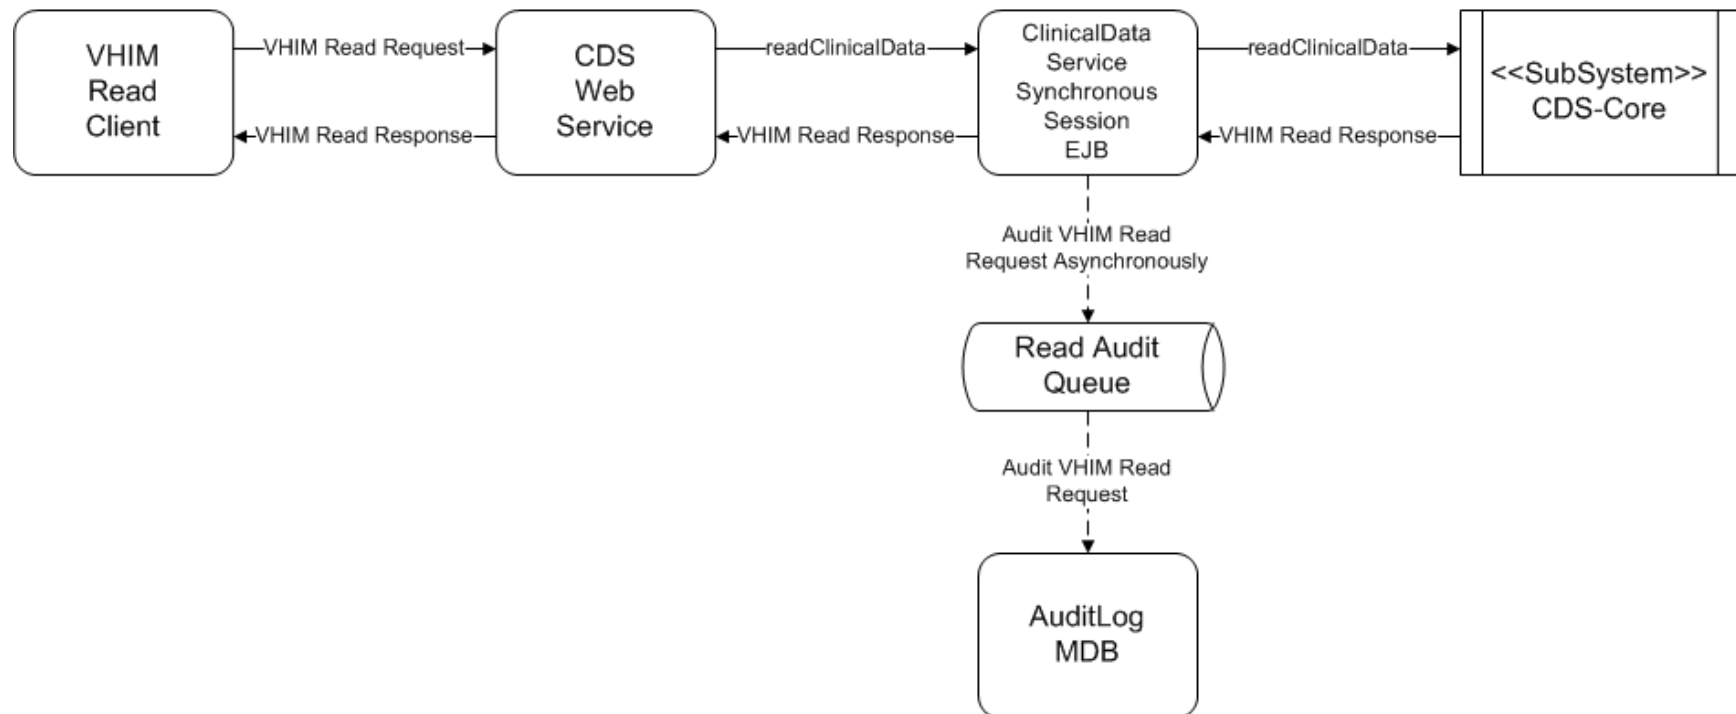 VHIM
Read
Client
VHIM Read Request
VHIM Read Response
CDS
Web
Service
readClinicalData
VHIM Read Response
ClinicalData
Service
Synchronous
Session
EJB
readClinicalData
VHIM Read Response
<<SubSystem>>
CDS-Core
Audit VHIM Read
Request Asynchronously
Read Audit
Queue
Audit VHIM Read
Request
AuditLog
MDB